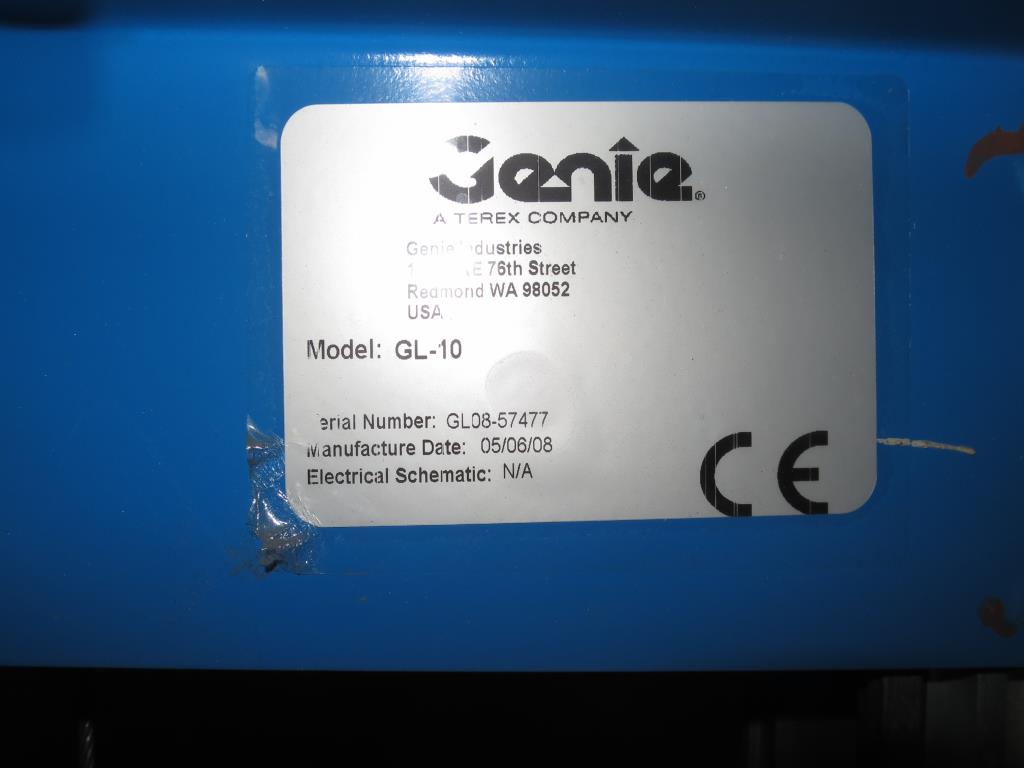 Genie®
A TEREX COMPANY
Genie Industries
76th Street
Redmond WA 98052
USA
Model: GL-10
Serial Number: GL08-57477
Manufacture Date: 05/06/08
Electrical Schematic: N/A
CE